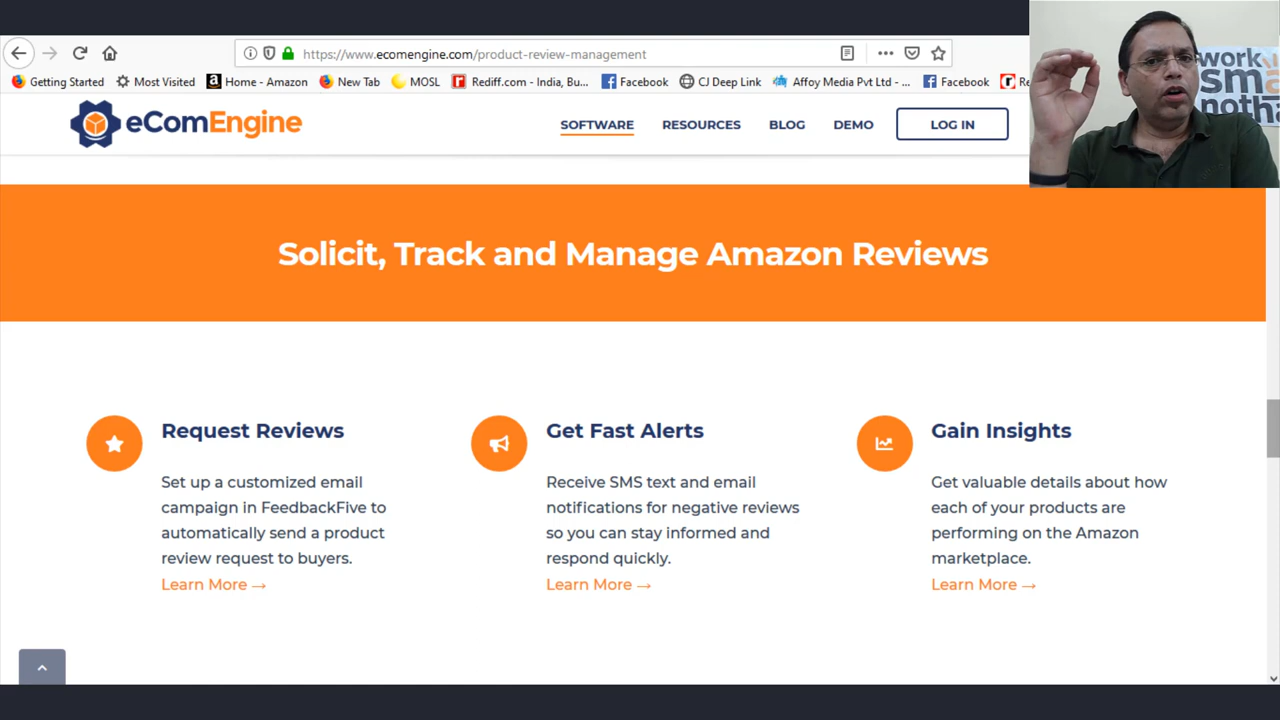 https://www.ecomengine.com/product-review-management
Getting Started Most Visited Home - Amazon New Tab MOSL Rediff.com - India, Bu... Facebook CJ Deep Link Affoy Media Pvt Ltd - ... Facebook Re
eComEngine SOFTWARE RESOURCES BLOG DEMO LOG IN
work
sma
noth
Solicit, Track and Manage Amazon Reviews
Request Reviews
Set up a customized email
campaign in FeedbackFive to
automatically send a product
review request to buyers.
Learn More →
Get Fast Alerts
Receive SMS text and email
notifications for negative reviews
so you can stay informed and
respond quickly.
Learn More →
Gain Insights
Get valuable details about how
each of your products are
performing on the Amazon
marketplace.
Learn More →